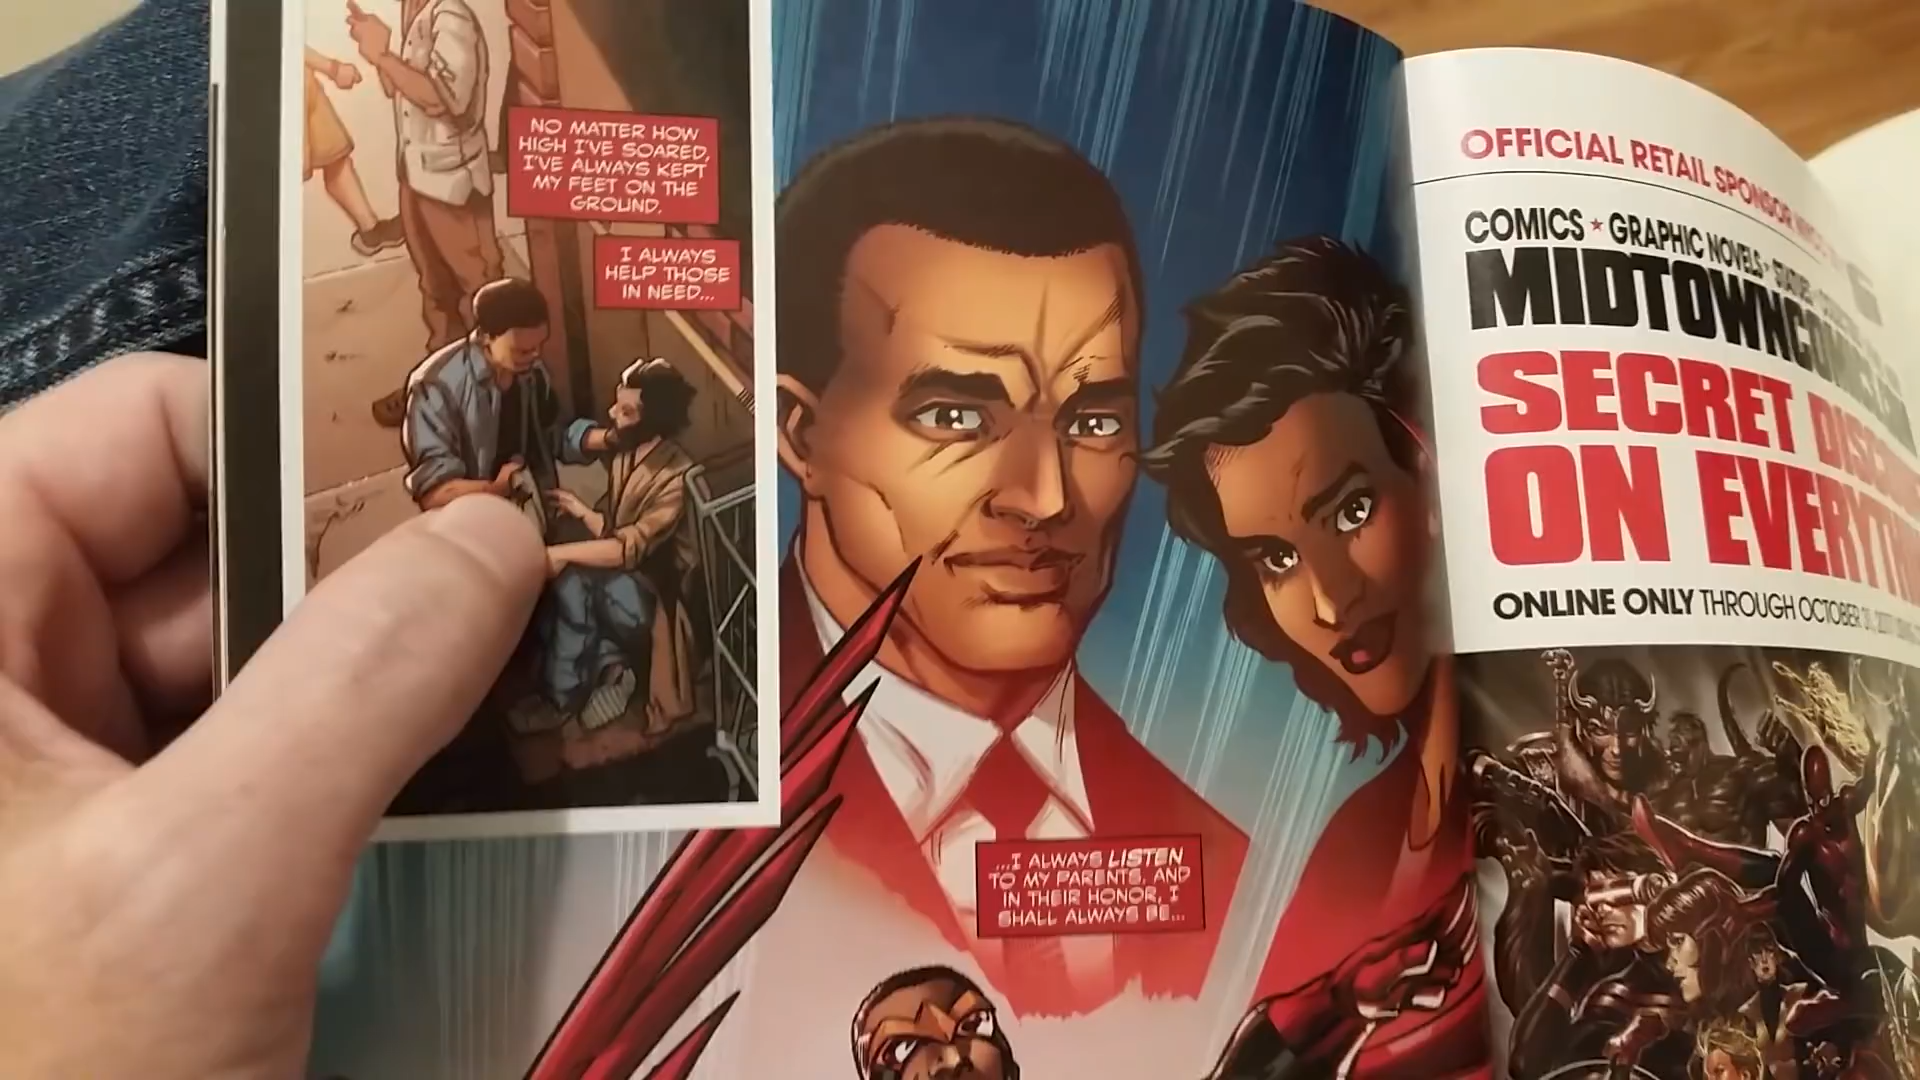 NO MATTER HOW
HIGH I'VE SOARED,
I'VE ALWAYS KEPT
MY FEET ON THE
GROUND.
I ALWAYS
HELP THOSE
IN NEED...
...I ALWAYS LISTEN
TO MY PARENTS, AND
IN THEIR HONOR, I
SHALL ALWAYS BE...
OFFICIAL RETAIL SPONSOR
COMICS ★ GRAPHIC NOVELS
MIDTOWN
SECRET
ON
ONLINE ONLY THROUGH OCTOBER